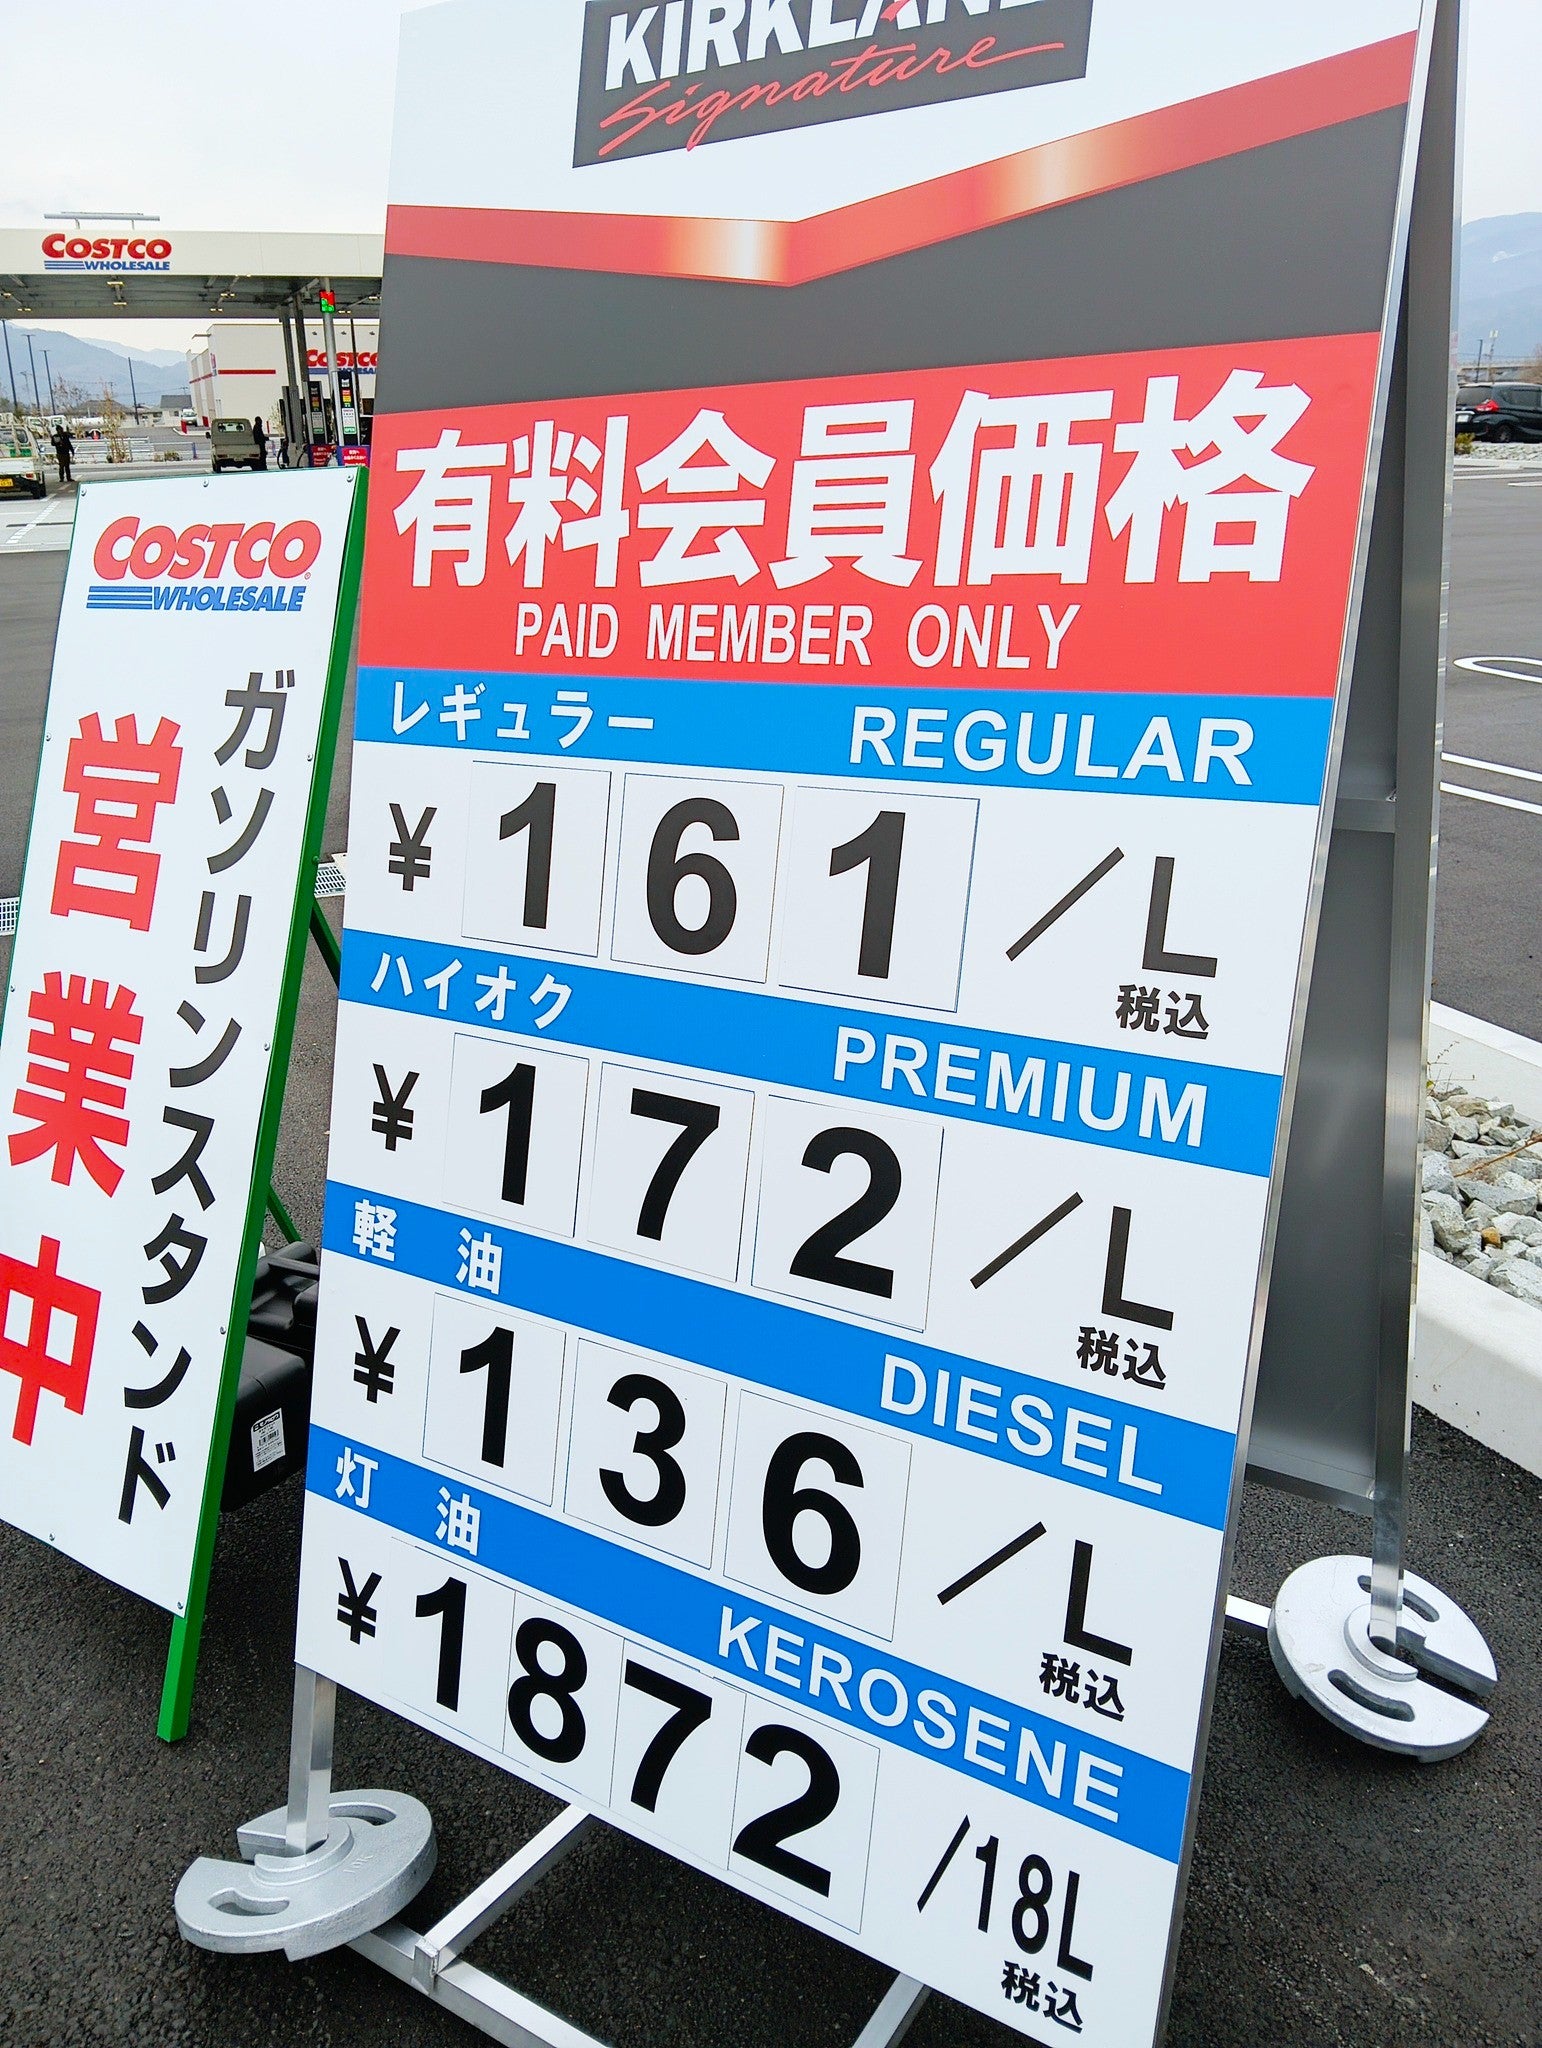 KIRKLAND
Signature
COSTCO
WHOLESALE
COSTCO
WHOLESALE
有料会員価格
PAID MEMBER ONLY
レギュラー REGULAR
¥161/L
税込
ハイオク PREMIUM
¥172/L
税込
軽油 DIESEL
¥136/L
税込
灯油 KEROSENE
¥1872/18L
税込
COSTCO
WHOLESALE
ガソリンスタンド
営業中